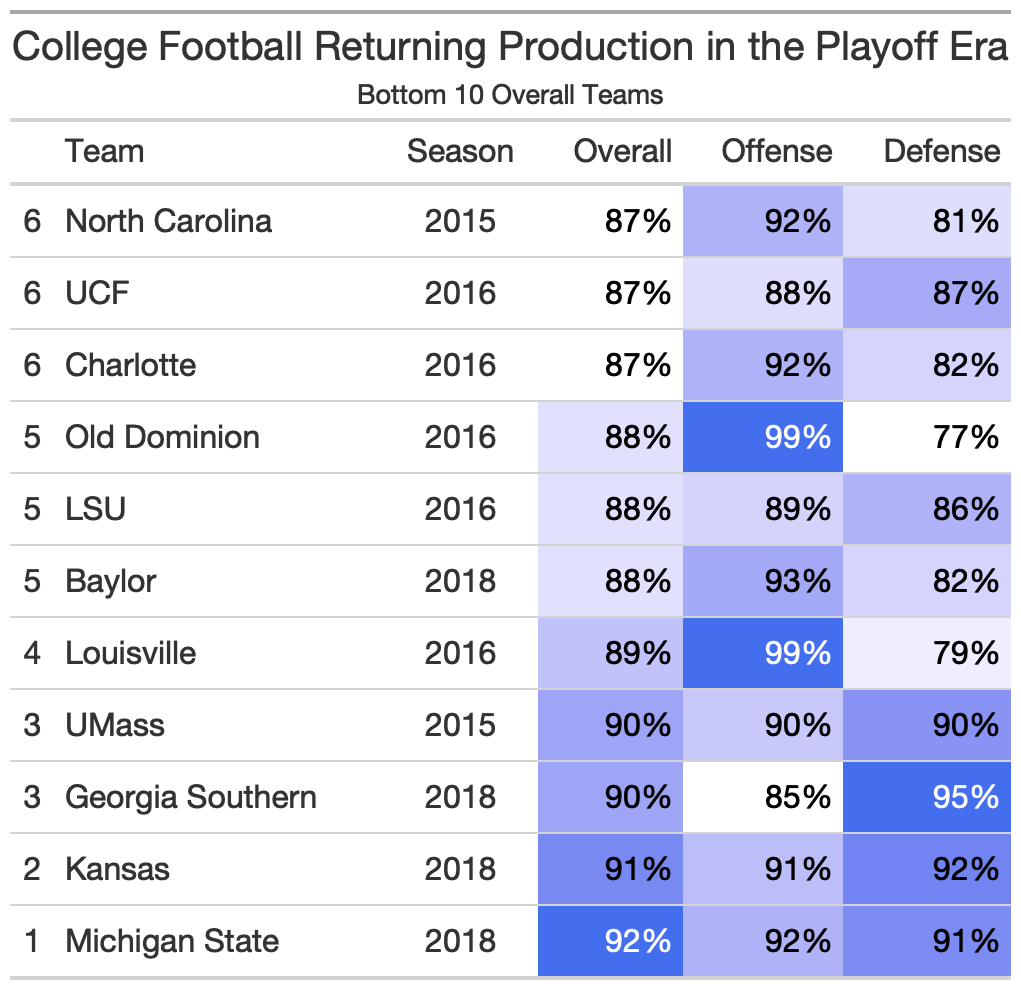 College Football Returning Production in the Playoff Era
Bottom 10 Overall Teams
Team Season Overall Offense Defense
6 North Carolina 2015 87% 92% 81%
6 UCF 2016 87% 88% 87%
6 Charlotte 2016 87% 92% 82%
5 Old Dominion 2016 88% 99% 77%
5 LSU 2016 88% 89% 86%
5 Baylor 2018 88% 93% 82%
4 Louisville 2016 89% 99% 79%
3 UMass 2015 90% 90% 90%
3 Georgia Southern 2018 90% 85% 95%
2 Kansas 2018 91% 91% 92%
1 Michigan State 2018 92% 92% 91%